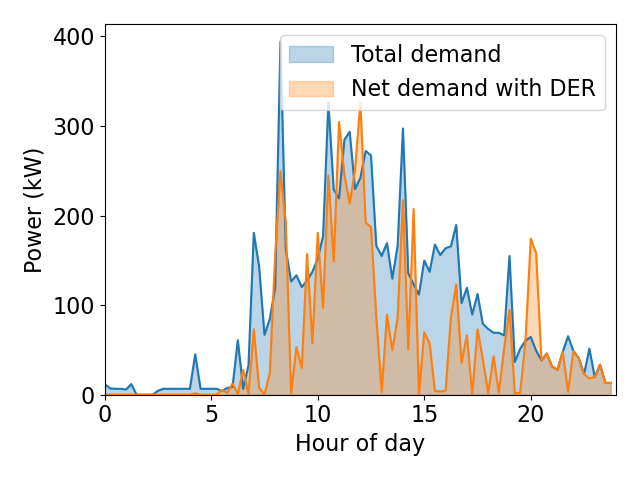 Total demand
Net demand with DER
400
300
200
100
0
Power (kW)
0 5 10 15 20
Hour of day